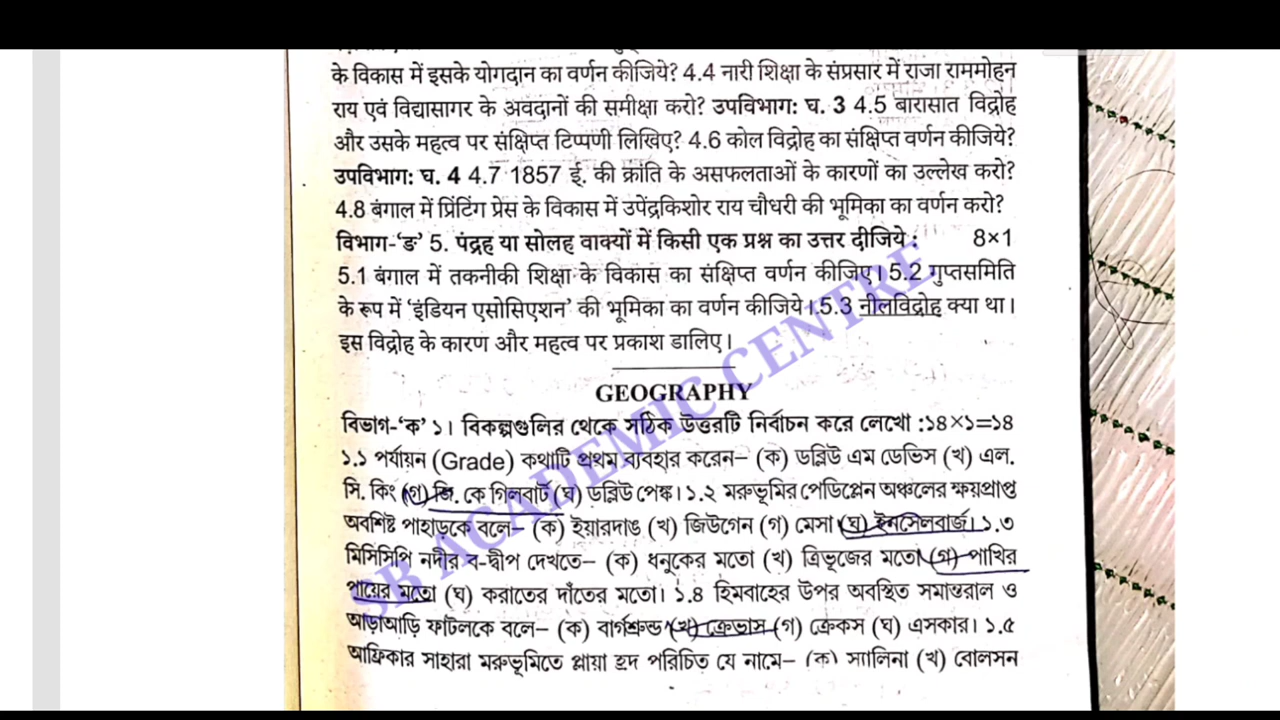 के विकास में इसके योगदान का वर्णन कीजिये? 4.4 नारी शिक्षा के संप्रसार में राजा राममोहन
राय एवं विद्यासागर के अवदानों की समीक्षा करो? उपविभाग: घ. 3 4.5 बारासात विद्रोह
और उसके महत्व पर संक्षिप्त टिप्पणी लिखिए? 4.6 कोल विद्रोह का संक्षिप्त वर्णन कीजिये?
उपविभाग: घ. 4 4.7 1857 ई. की क्रांति के असफलताओं के कारणों का उल्लेख करो?
4.8 बंगाल में प्रिंटिंग प्रेस के विकास में उपेंद्रकिशोर राय चौधरी की भूमिका का वर्णन करो?
विभाग-‘ङ’ 5. पंद्रह या सोलह वाक्यों में किसी एक प्रश्न का उत्तर दीजिये : 8×1
5.1 बंगाल में तकनीकी शिक्षा के विकास का संक्षिप्त वर्णन कीजिए। 5.2 गुप्तसमिति
के रूप में ‘इंडियन एसोसिएशन’ की भूमिका का वर्णन कीजिये। 5.3 नीलविद्रोह क्या था।
इस विद्रोह के कारण और महत्व पर प्रकाश डालिए।
GEOGRAPHY
বিভাগ-‘ক’ ১। বিকল্পগুলির থেকে সঠিক উত্তরটি নির্বাচন করে লেখো :১৪×১=১৪
১.১ পর্যায়ন (Grade) কথাটি প্রথম ব্যবহার করেন– (ক) ডব্লিউ এম ডেভিস (খ) এল.
সি. কিং (গ) জি. কে গিলবার্ট (ঘ) ডব্লিউ পেঙ্ক। ১.২ মরুভূমির পেডিপ্লেন অঞ্চলের ক্ষয়প্রাপ্ত
অবশিষ্ট পাহাড়কে বলে– (ক) ইয়ারদাঙ (খ) জিউগেন (গ) মেসা (ঘ) ইনসেলবার্জ। ১.৩
মিসিসিপি নদীর ব-দ্বীপ দেখতে– (ক) ধনুকের মতো (খ) ত্রিভূজের মতো (গ) পাখির
পায়ের মতো (ঘ) করাতের দাঁতের মতো। ১.৪ হিমবাহের উপর অবস্থিত সমান্তরাল ও
আড়াআড়ি ফাটলকে বলে– (ক) বার্গশ্রুন্ড (খ) ক্রেভাস (গ) ক্রেকস (ঘ) এসকার। ১.৫
আফ্রিকার সাহারা মরুভূমিতে প্লায়া হ্রদ পরিচিত যে নামে– (ক) স্যালিনা (খ) বোলসন
SB ACADEMIC CENTRE